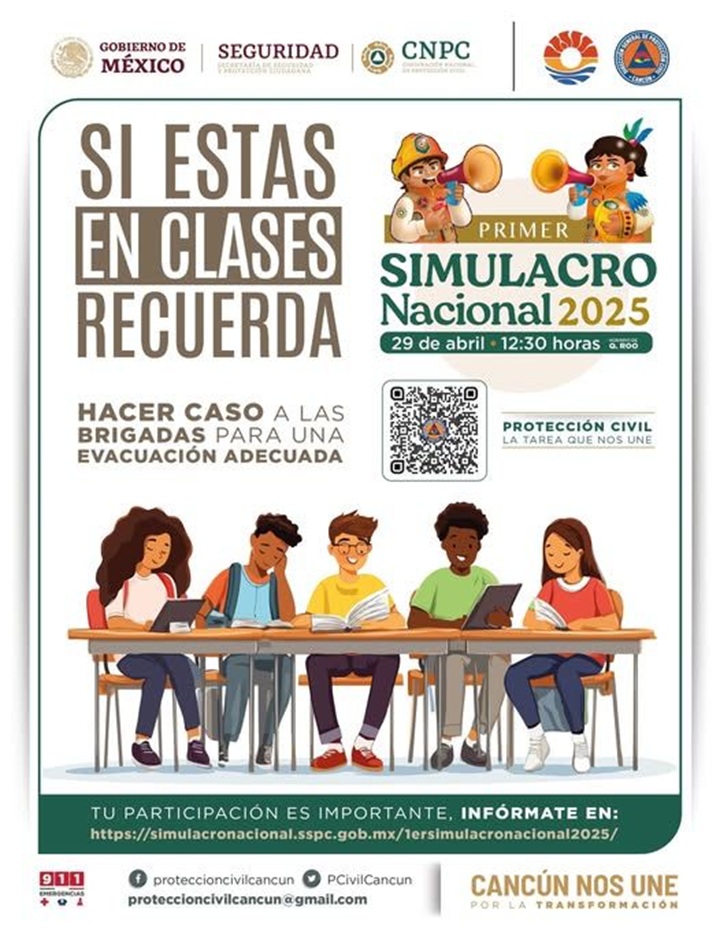 GOBIERNO DE
MÉXICO
SEGURIDAD
SECRETARÍA DE SEGURIDAD
Y PROTECCIÓN CIUDADANA
CNPC
COORDINACIÓN NACIONAL
DE PROTECCIÓN CIVIL
SI ESTAS
EN CLASES
RECUERDA
PRIMER
SIMULACRO
Nacional 2025
29 de abril • 12:30 horas
Q. ROO
HACER CASO A LAS
BRIGADAS PARA UNA
EVACUACIÓN ADECUADA
PROTECCIÓN CIVIL
LA TAREA QUE NOS UNE
TU PARTICIPACIÓN ES IMPORTANTE, INFÓRMATE EN:
https://simulacronacional.sspc.gob.mx/1ersimulacronacional2025/
911
EMERGENCIAS
proteccioncivilcancun PCivilCancun
proteccioncivilcancun@gmail.com
CANCÚN NOS UNE
POR LA TRANSFORMACIÓN